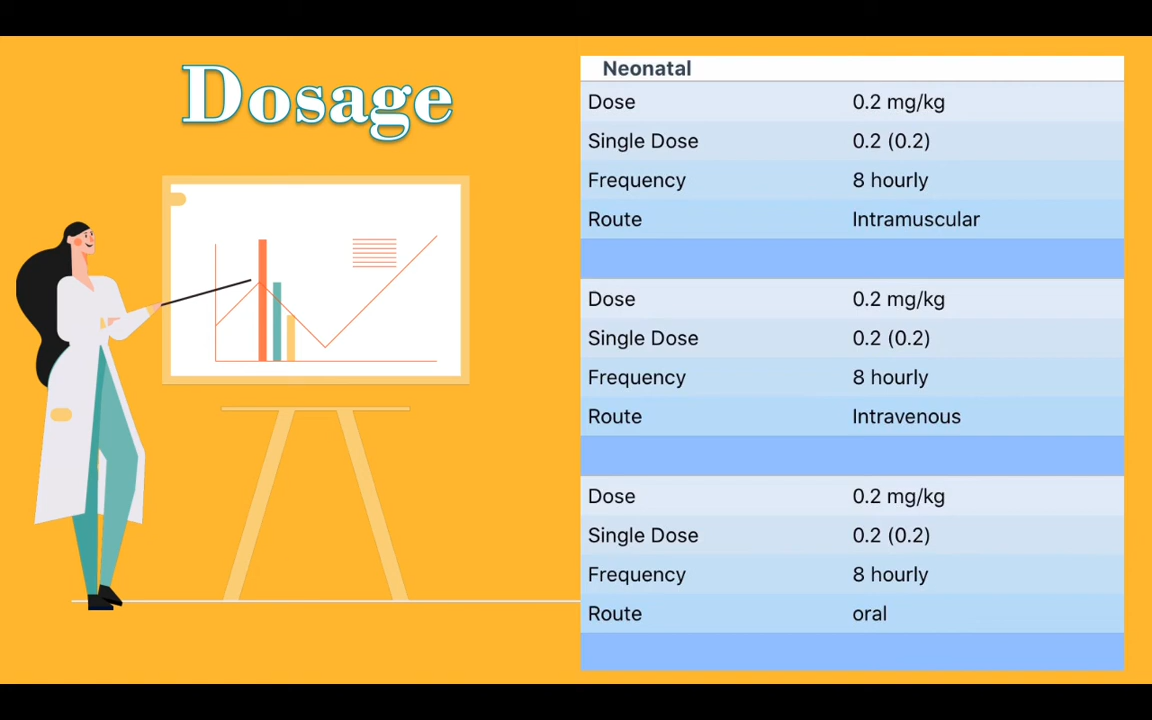 Dosage
Neonatal
Dose 0.2 mg/kg
Single Dose 0.2 (0.2)
Frequency 8 hourly
Route Intramuscular
Dose 0.2 mg/kg
Single Dose 0.2 (0.2)
Frequency 8 hourly
Route Intravenous
Dose 0.2 mg/kg
Single Dose 0.2 (0.2)
Frequency 8 hourly
Route oral